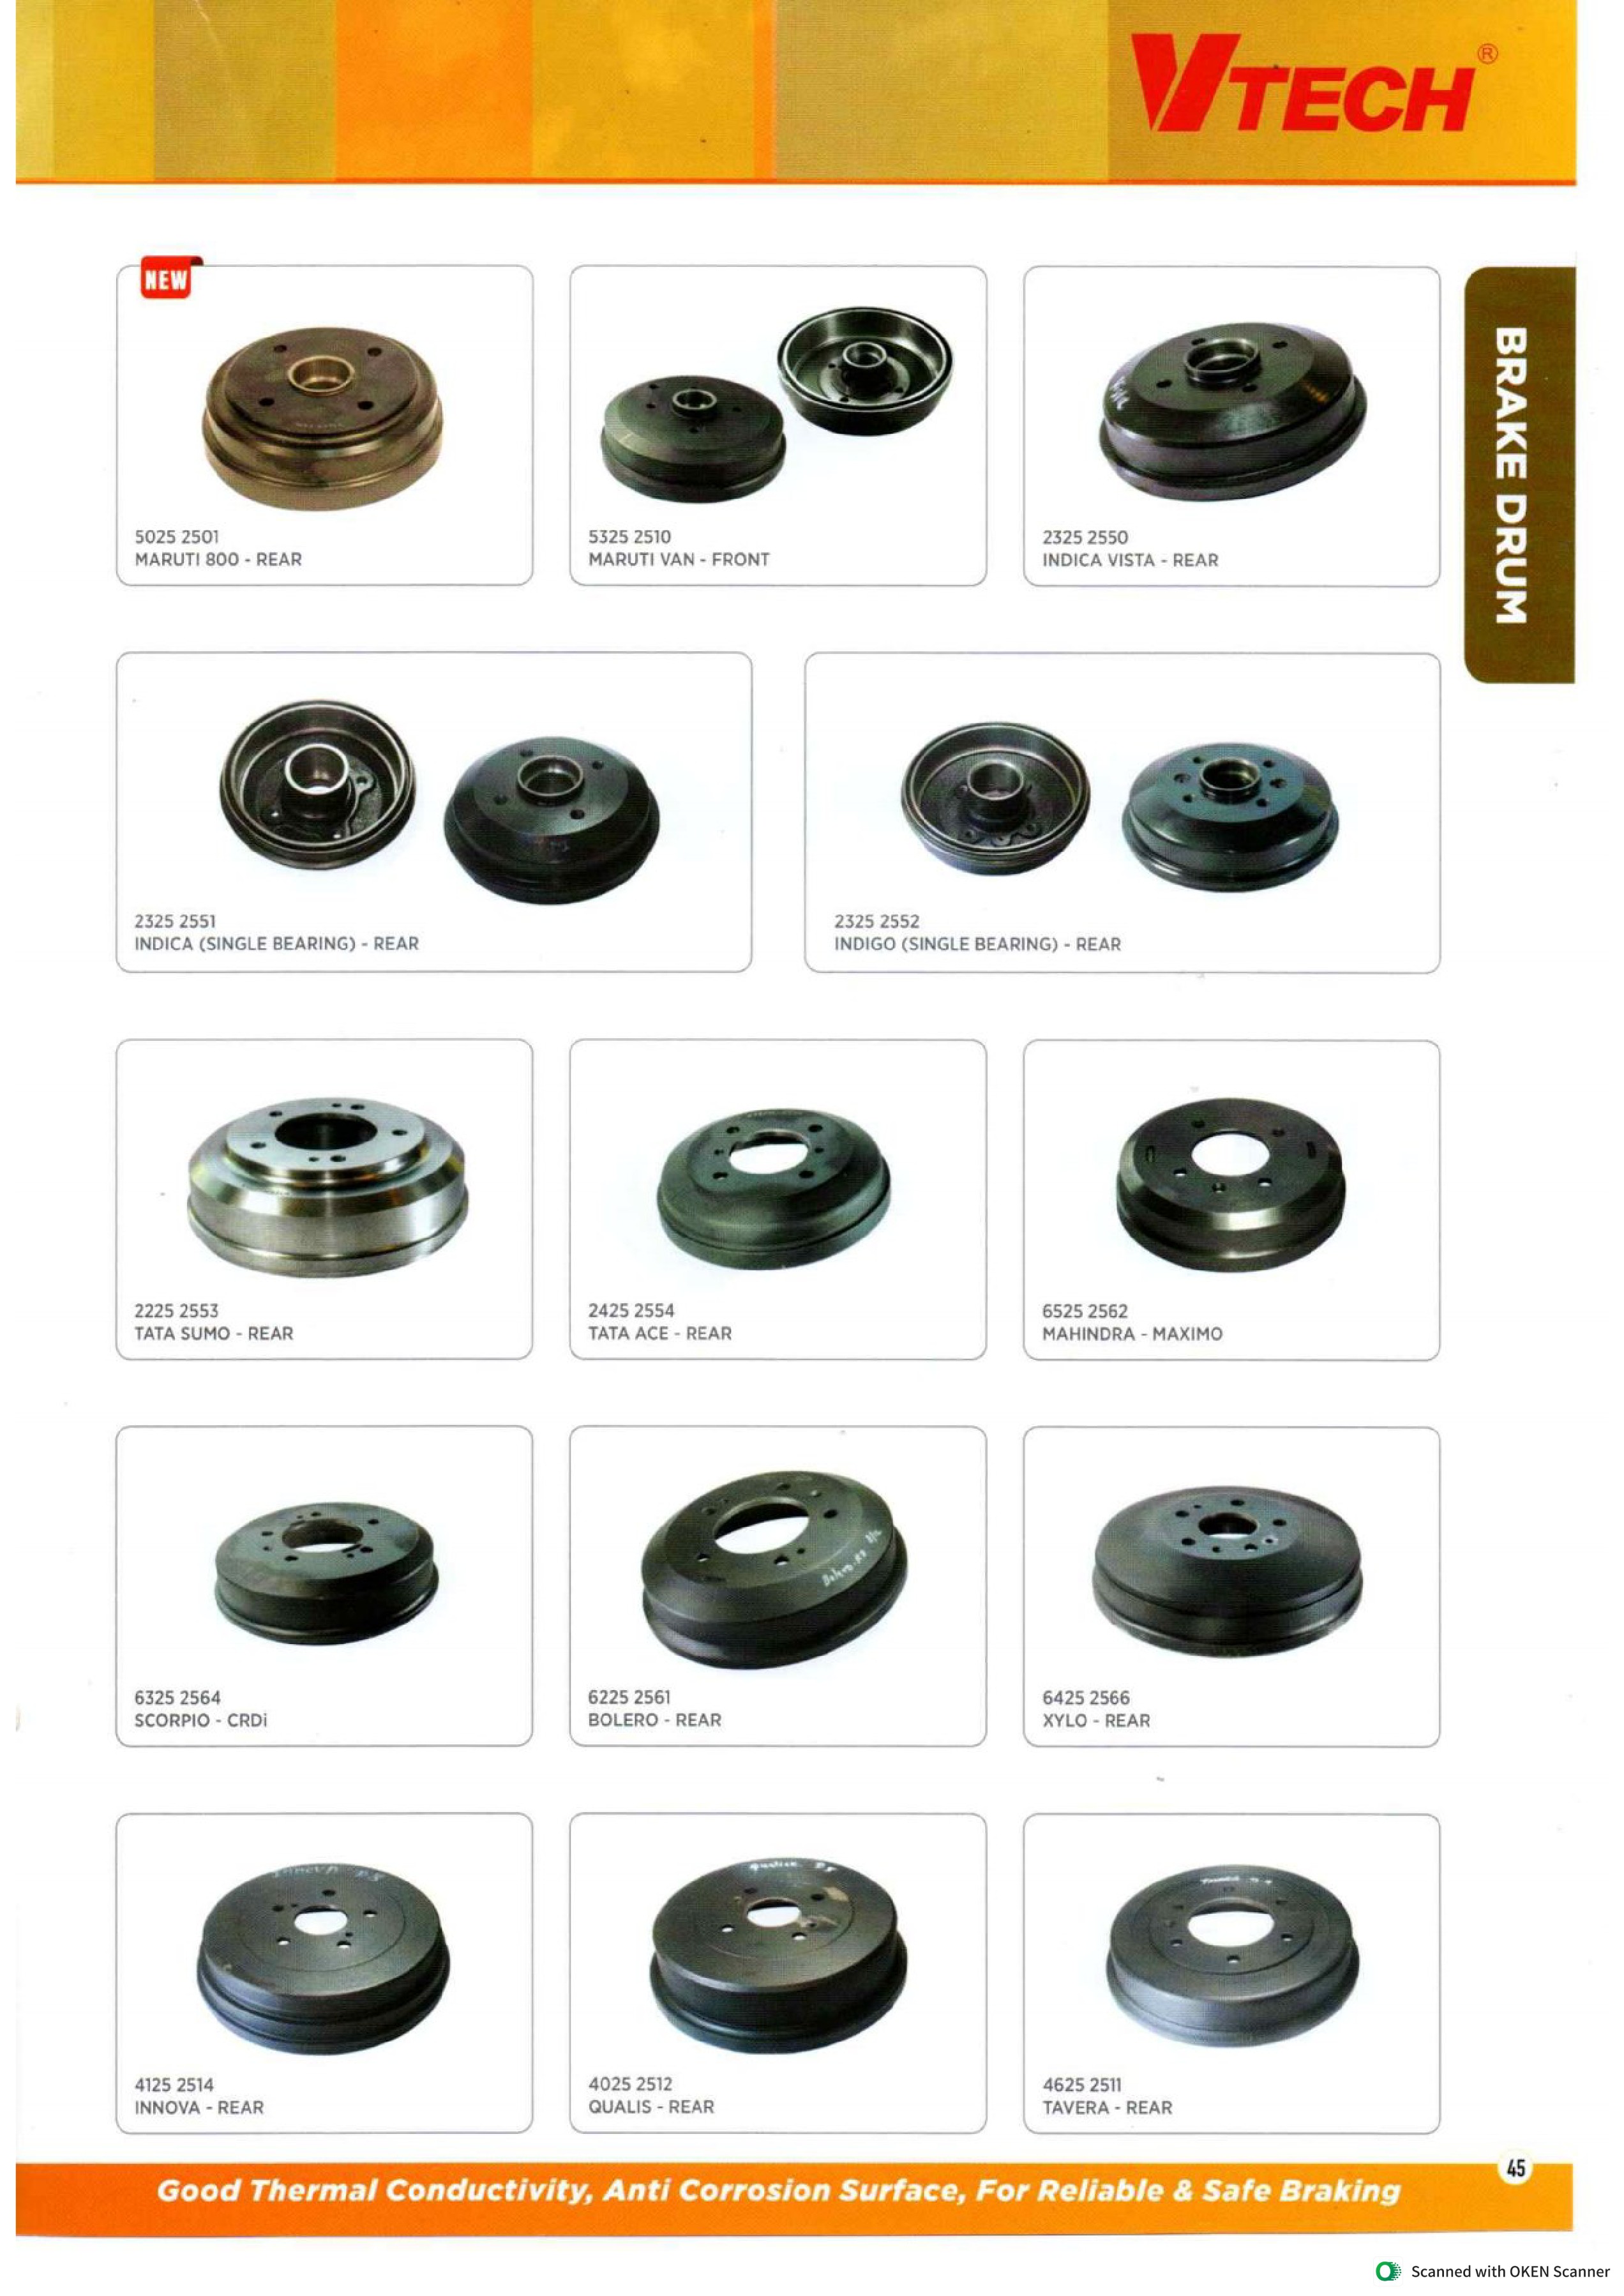 VTECH®
NEW
5025 2501
MARUTI 800 - REAR
5325 2510
MARUTI VAN - FRONT
2325 2550
INDICA VISTA - REAR
BRAKE DRUM
2325 2551
INDICA (SINGLE BEARING) - REAR
2325 2552
INDIGO (SINGLE BEARING) - REAR
2225 2553
TATA SUMO - REAR
2425 2554
TATA ACE - REAR
6525 2562
MAHINDRA - MAXIMO
6325 2564
SCORPIO - CRDi
6225 2561
BOLERO - REAR
6425 2566
XYLO - REAR
4125 2514
INNOVA - REAR
4025 2512
QUALIS - REAR
4625 2511
TAVERA - REAR
45
Good Thermal Conductivity, Anti Corrosion Surface, For Reliable & Safe Braking
Scanned with OKEN Scanner